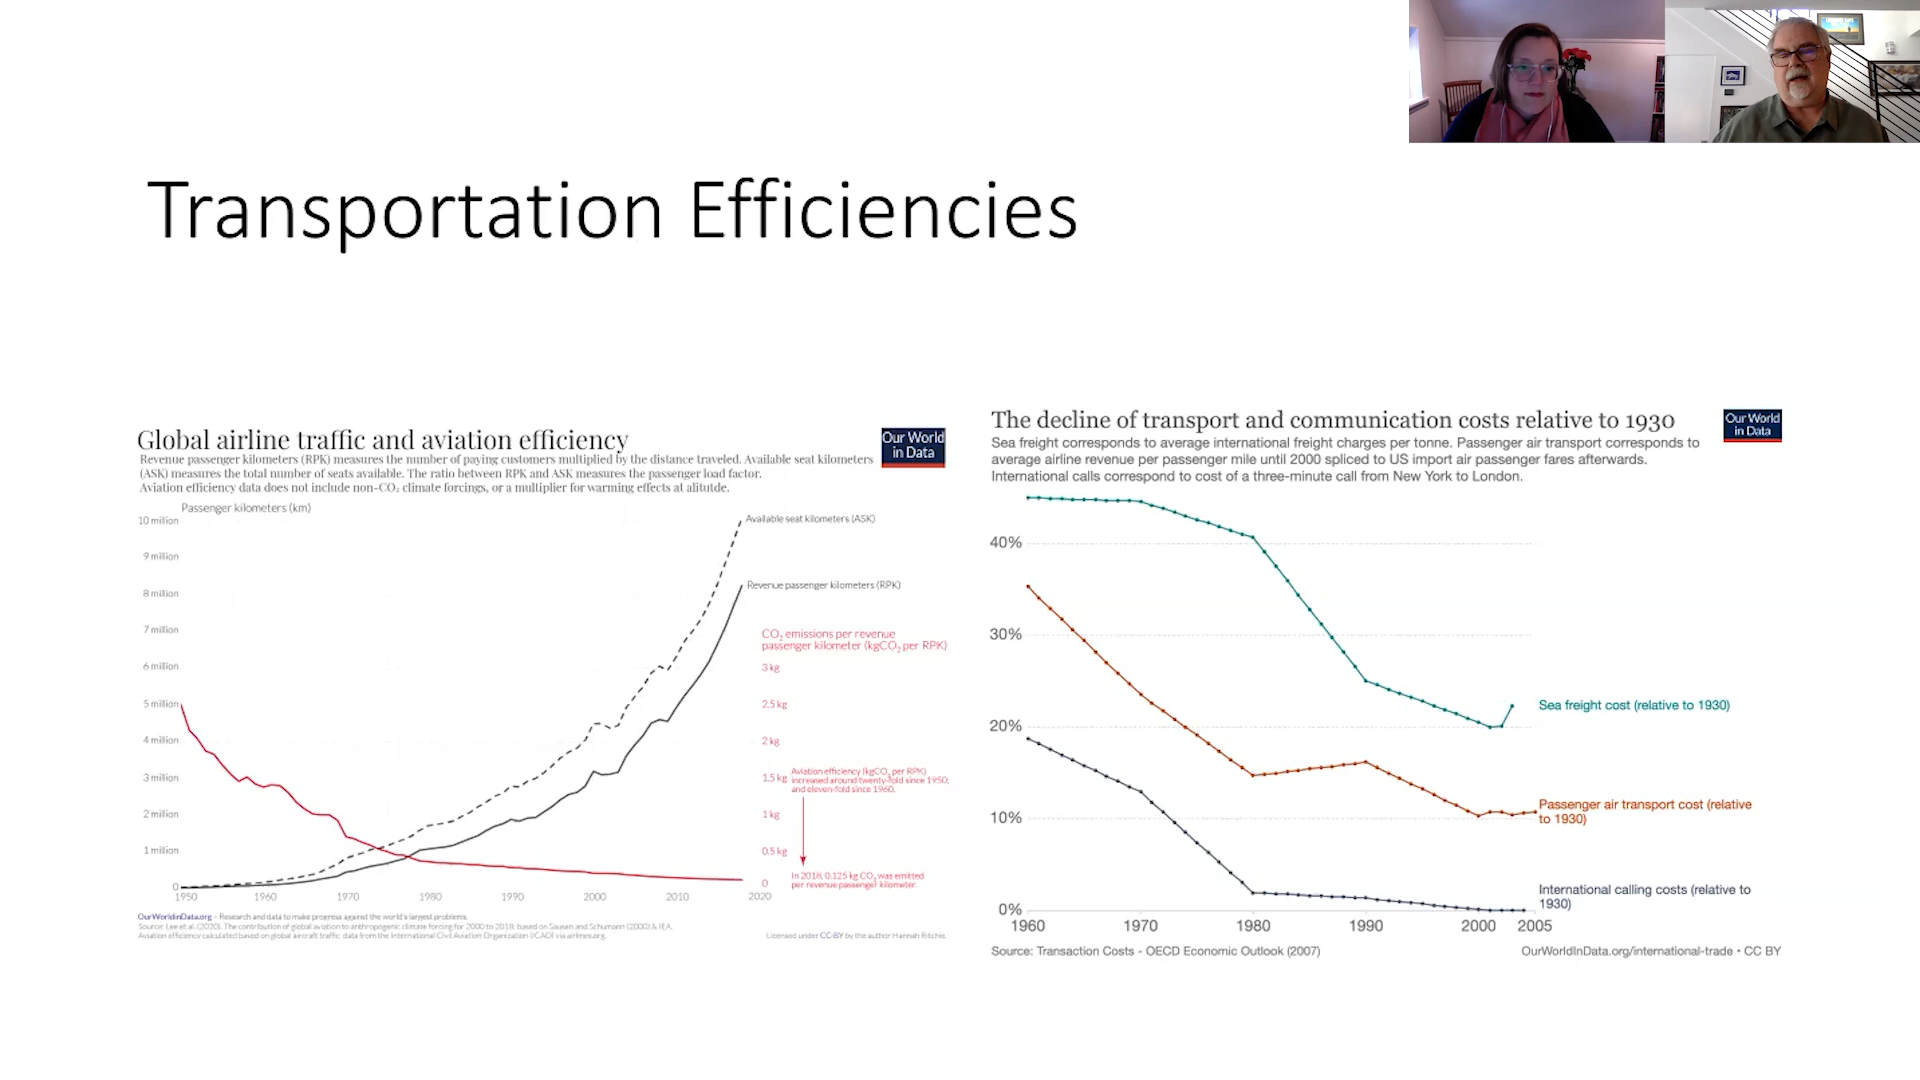 Transportation Efficiencies
Global airline traffic and aviation efficiency
Our World
in Data
Revenue passenger kilometers (RPK) measures the number of paying customers multiplied by the distance traveled. Available seat kilometers
(ASK) measures the total number of seats available. The ratio between RPK and ASK measures the passenger load factor.
Aviation efficiency data does not include non-CO₂ climate forcings, or a multiplier for warming effects at alitutde.
Passenger kilometers (km)
10 million
9 million
8 million
7 million
6 million
5 million
4 million
3 million
2 million
1 million
0
Available seat kilometers (ASK)
Revenue passenger kilometers (RPK)
CO₂ emissions per revenue
passenger kilometer (kgCO₂ per RPK)
3 kg
2.5 kg
2 kg
1.5 kg
1 kg
0.5 kg
0
Aviation efficiency (kgCO₂ per RPK)
increased around twenty-fold since 1950;
and eleven-fold since 1960.
In 2018, 0.125 kg CO₂ was emitted
per revenue passenger kilometer.
1950 1960 1970 1980 1990 2000 2010 2020
OurWorldinData.org – Research and data to make progress against the world's largest problems.
Source: Lee et al. (2020). The contribution of global aviation to anthropogenic climate forcing for 2000 to 2018; based on Sausen and Schumann (2000) & IEA.
Aviation efficiency calculated based on global aircraft traffic data from the International Civil Aviation Organization (ICAO) via airlines.org.
Licensed under CC-BY by the author Hannah Ritchie.
The decline of transport and communication costs relative to 1930
Our World
in Data
Sea freight corresponds to average international freight charges per tonne. Passenger air transport corresponds to
average airline revenue per passenger mile until 2000 spliced to US import air passenger fares afterwards.
International calls correspond to cost of a three-minute call from New York to London.
40%
30%
20%
10%
0%
Sea freight cost (relative to 1930)
Passenger air transport cost (relative
to 1930)
International calling costs (relative to
1930)
1960 1970 1980 1990 2000 2005
Source: Transaction Costs - OECD Economic Outlook (2007)
OurWorldInData.org/international-trade • CC BY